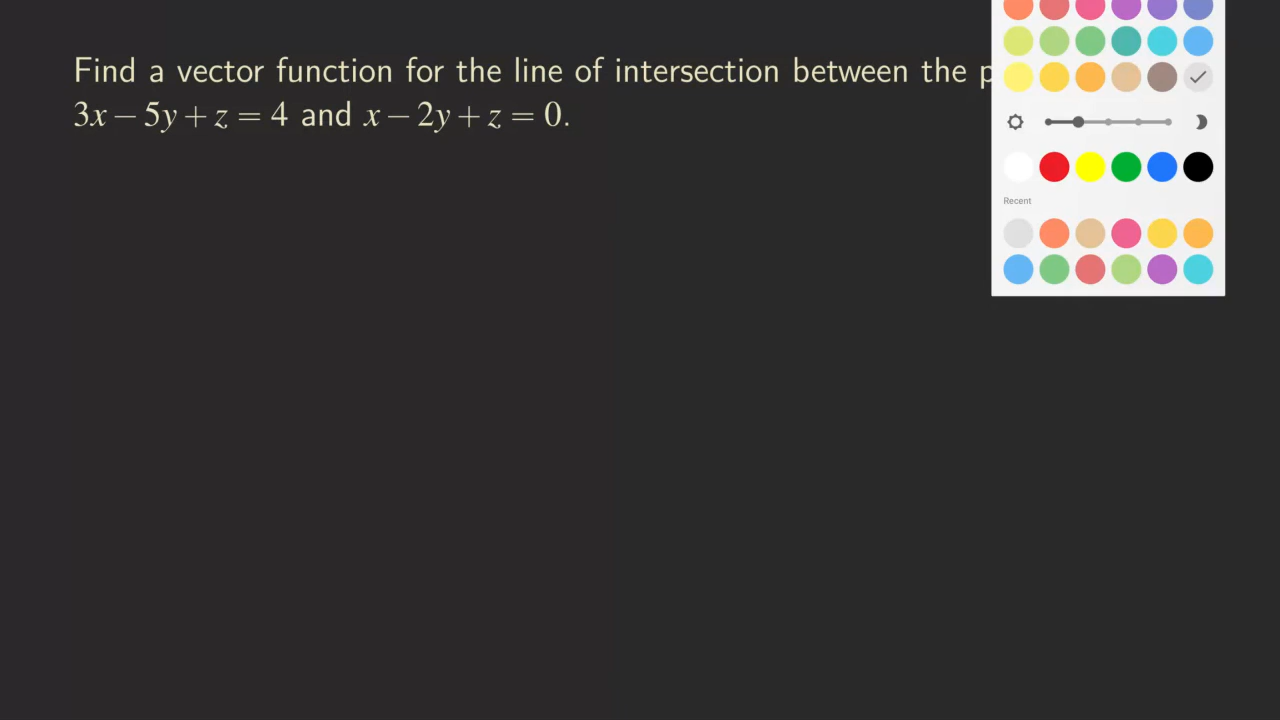 Find a vector function for the line of intersection between the
3x − 5y + z = 4 and x − 2y + z = 0.
Recent